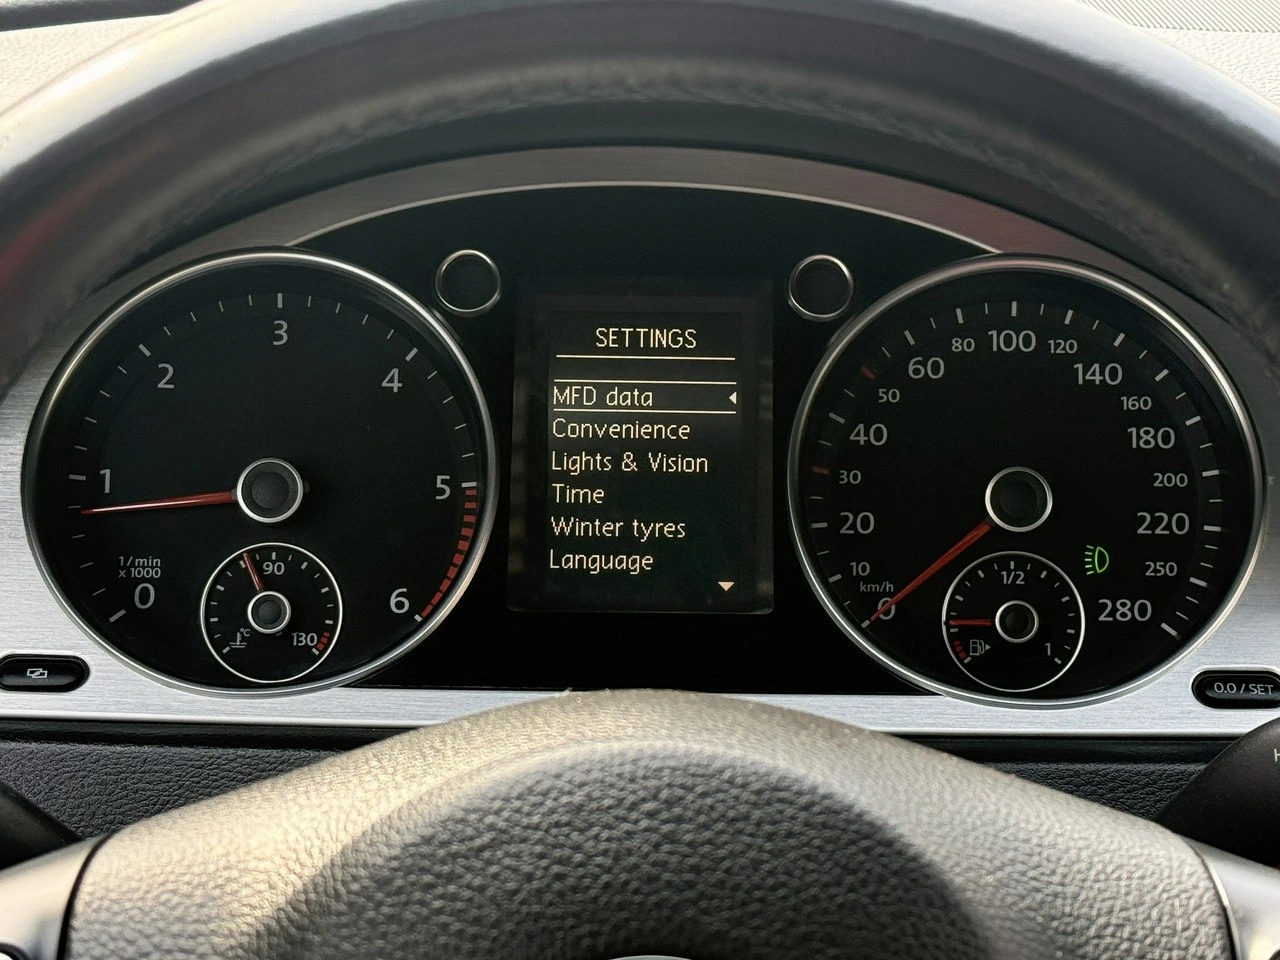 SETTINGS
MFD data
Convenience
Lights & Vision
Time
Winter tyres
Language
0
1
2
3
4
5
6
1/min
x 1000
90
130
°C
0
10
20
30
40
50
60
80
100
120
140
160
180
200
220
250
280
km/h
1/2
1
0.0 / SET
H